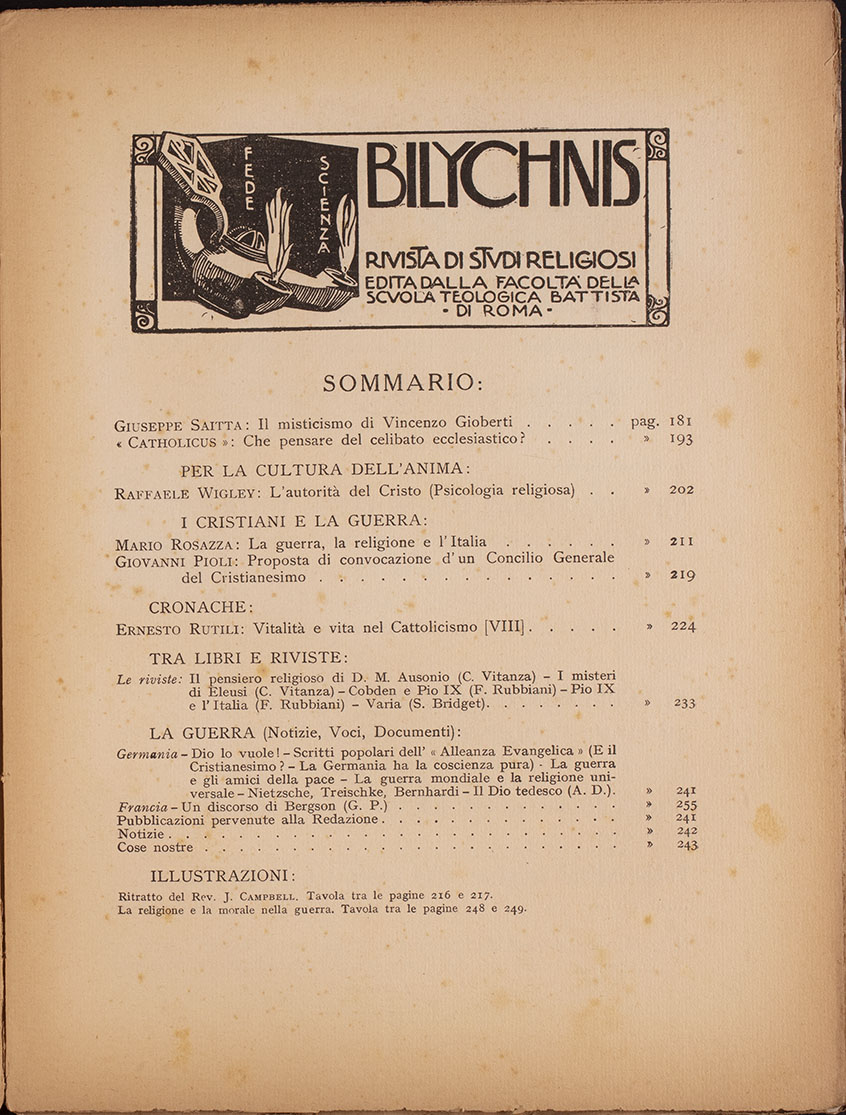 FEDE
SCIENZA
BILYCHNIS
RIVISTA DI STVDI RELIGIOSI
EDITA DALLA FACOLTA DELLA
SCVOLA TEOLOGICA BATTISTA
· DI ROMA ·
SOMMARIO:
GIUSEPPE SAITTA: Il misticismo di Vincenzo Gioberti . . . . . pag. 181
« CATHOLICUS »: Che pensare del celibato ecclesiastico? . . . . » 193
PER LA CULTURA DELL'ANIMA:
RAFFAELE WIGLEY: L'autorità del Cristo (Psicologia religiosa) . . » 202
I CRISTIANI E LA GUERRA:
MARIO ROSAZZA: La guerra, la religione e l'Italia . . . . . . » 211
GIOVANNI PIOLI: Proposta di convocazione d'un Concilio Generale
del Cristianesimo . . . . . . . . . . . . . . . » 219
CRONACHE:
ERNESTO RUTILI: Vitalità e vita nel Cattolicismo [VIII] . . . . . » 224
TRA LIBRI E RIVISTE:
Le riviste: Il pensiero religioso di D. M. Ausonio (C. Vitanza) – I misteri
di Eleusi (C. Vitanza) – Cobden e Pio IX (F. Rubbiani) – Pio IX
e l'Italia (F. Rubbiani) – Varia (S. Bridget). . . . . . . . » 233
LA GUERRA (Notizie, Voci, Documenti):
Germania – Dio lo vuole! – Scritti popolari dell' « Alleanza Evangelica » (E il
Cristianesimo? – La Germania ha la coscienza pura) - La guerra
e gli amici della pace – La guerra mondiale e la religione uni-
versale – Nietzsche, Treischke, Bernhardi – Il Dio tedesco (A. D.). » 241
Francia – Un discorso di Bergson (G. P.) . . . . . . . . . . . . . » 255
Pubblicazioni pervenute alla Redazione . . . . . . . . . . . . . » 241
Notizie . . . . . . . . . . . . . . . . . . . . . . . . » 242
Cose nostre . . . . . . . . . . . . . . . . . . . . . . » 243
ILLUSTRAZIONI:
Ritratto del Rev. J. CAMPBELL. Tavola tra le pagine 216 e 217.
La religione e la morale nella guerra. Tavola tra le pagine 248 e 249.